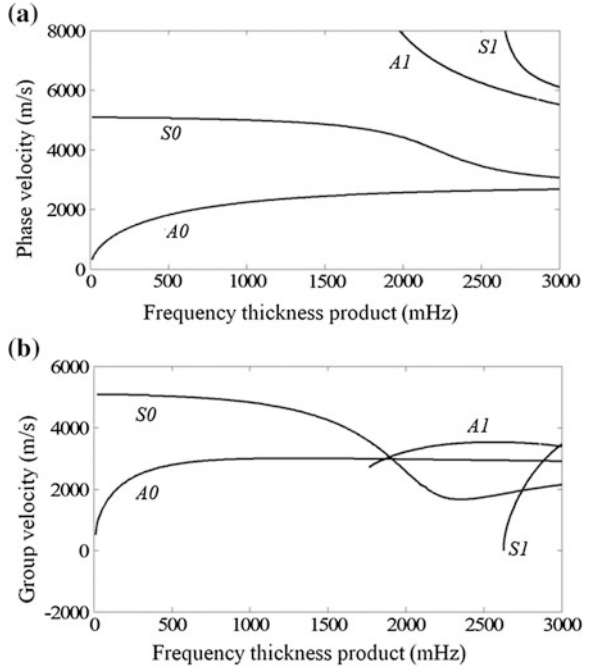 (a)
8000
6000
4000
2000
0
Phase velocity (m/s)
A1
S1
S0
A0
0 500 1000 1500 2000 2500 3000
Frequency thickness product (mHz)
(b)
6000
4000
2000
0
-2000
Group velocity (m/s)
S0
A1
A0
S1
0 500 1000 1500 2000 2500 3000
Frequency thickness product (mHz)